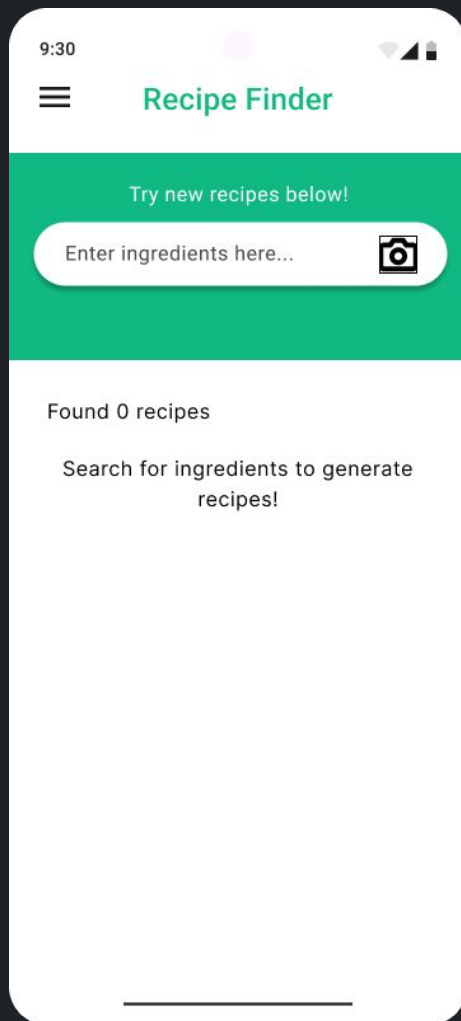 9:30
Recipe Finder
Try new recipes below!
Enter ingredients here...
Found 0 recipes
Search for ingredients to generate
recipes!